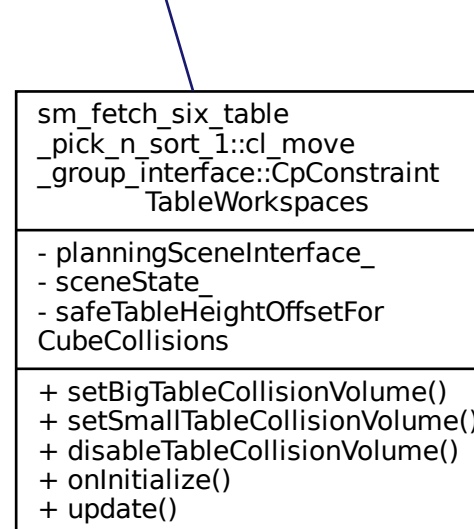 sm_fetch_six_table
_pick_n_sort_1::cl_move
_group_interface::CpConstraint
TableWorkspaces
- planningSceneInterface_
- sceneState_
- safeTableHeightOffsetFor
CubeCollisions
+ setBigTableCollisionVolume()
+ setSmallTableCollisionVolume()
+ disableTableCollisionVolume()
+ onInitialize()
+ update()